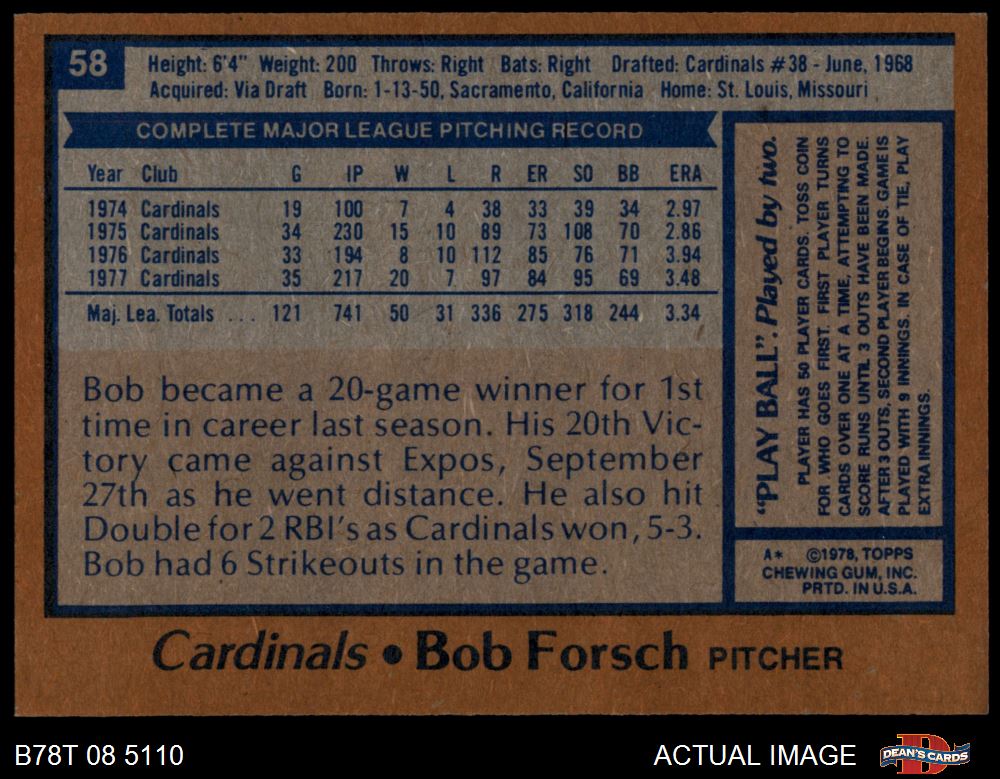 58
Height: 6'4" Weight: 200 Throws: Right Bats: Right Drafted: Cardinals #38 - June, 1968
Acquired: Via Draft Born: 1-13-50, Sacramento, California Home: St. Louis, Missouri
COMPLETE MAJOR LEAGUE PITCHING RECORD
Year Club G IP W L R ER SO BB ERA
1974 Cardinals 19 100 7 4 38 33 39 34 2.97
1975 Cardinals 34 230 15 10 89 73 108 70 2.86
1976 Cardinals 33 194 8 10 112 85 76 71 3.94
1977 Cardinals 35 217 20 7 97 84 95 69 3.48
Maj. Lea. Totals . . . 121 741 50 31 336 275 318 244 3.34
Bob became a 20-game winner for 1st
time in career last season. His 20th Vic-
tory came against Expos, September
27th as he went distance. He also hit
Double for 2 RBI's as Cardinals won, 5-3.
Bob had 6 Strikeouts in the game.
"PLAY BALL". Played by two.
PLAYER HAS 50 PLAYER CARDS. TOSS COIN
FOR WHO GOES FIRST. FIRST PLAYER TURNS
CARDS OVER ONE AT A TIME, ATTEMPTING TO
SCORE RUNS UNTIL 3 OUTS HAVE BEEN MADE.
AFTER 3 OUTS, SECOND PLAYER BEGINS. GAME IS
PLAYED WITH 9 INNINGS. IN CASE OF TIE, PLAY
EXTRA INNINGS.
A* ©1978, TOPPS
CHEWING GUM, INC.
PRTD. IN U.S.A.
Cardinals • Bob Forsch PITCHER
B78T 08 5110
ACTUAL IMAGE
D
DEAN'S CARDS